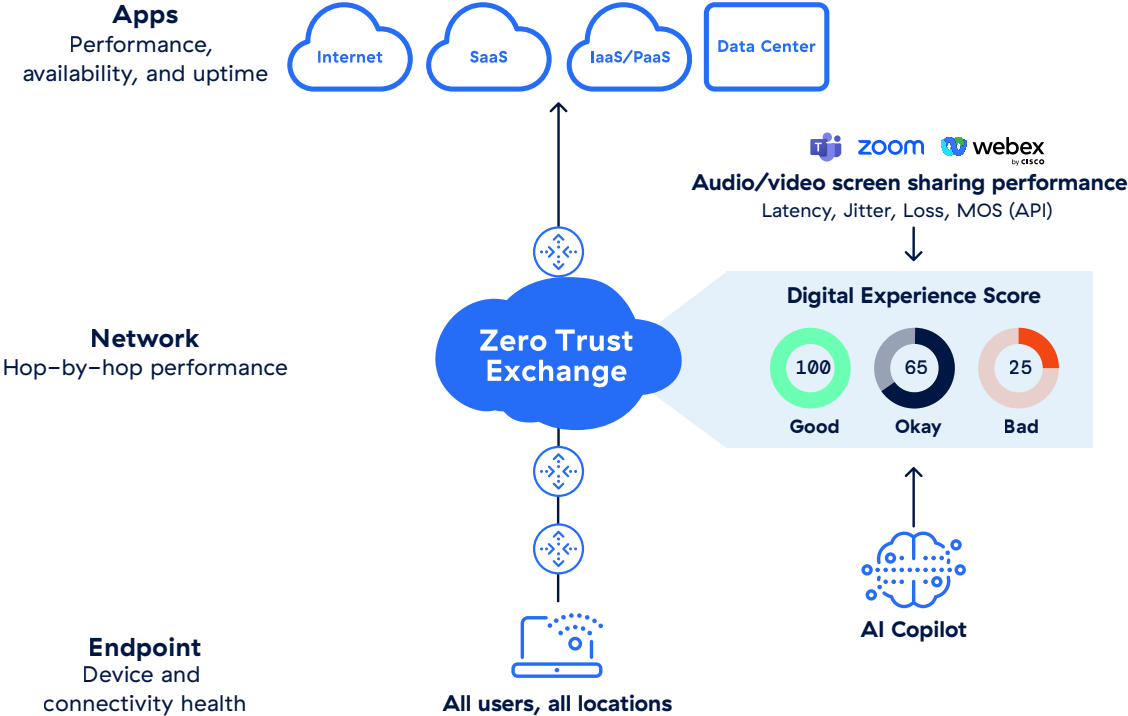 Apps
Performance,
availability, and uptime
Internet
SaaS
IaaS/PaaS
Data Center
T
zoom
webex
by CISCO
Audio/video screen sharing performance
Latency, Jitter, Loss, MOS (API)
Network
Hop-by-hop performance
Zero Trust
Exchange
Digital Experience Score
100
65
25
Good
Okay
Bad
AI Copilot
Endpoint
Device and
connectivity health
All users, all locations